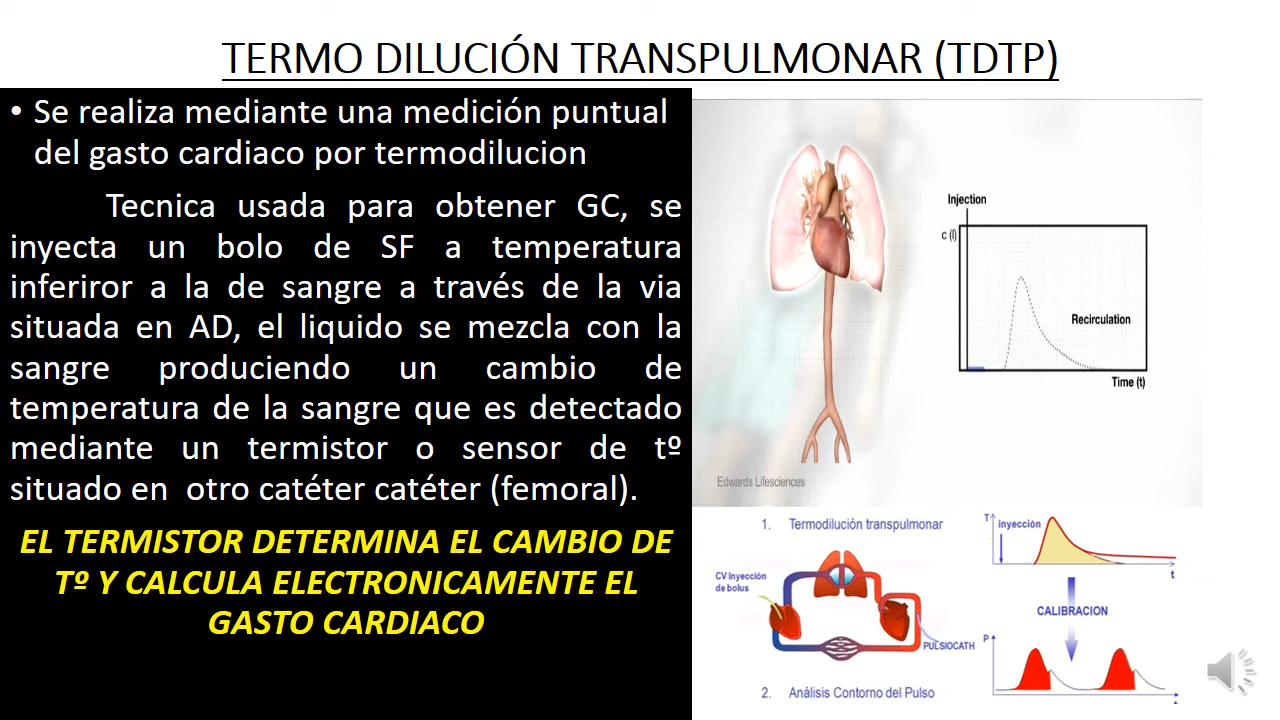 TERMO DILUCIÓN TRANSPULMONAR (TDTP)
• Se realiza mediante una medición puntual
del gasto cardiaco por termodilucion
Tecnica usada para obtener GC, se
inyecta un bolo de SF a temperatura
inferiror a la de sangre a través de la via
situada en AD, el liquido se mezcla con la
sangre produciendo un cambio de
temperatura de la sangre que es detectado
mediante un termistor o sensor de tº
situado en otro catéter catéter (femoral).
EL TERMISTOR DETERMINA EL CAMBIO DE
Tº Y CALCULA ELECTRONICAMENTE EL
GASTO CARDIACO
Injection
c (I)
Recirculation
Time (t)
Edwards Lifesciences
1. Termodilución transpulmonar
CV Inyección
de bolus
PULSIOCATH
2. Análisis Contorno del Pulso
T
inyección
t
CALIBRACION
P